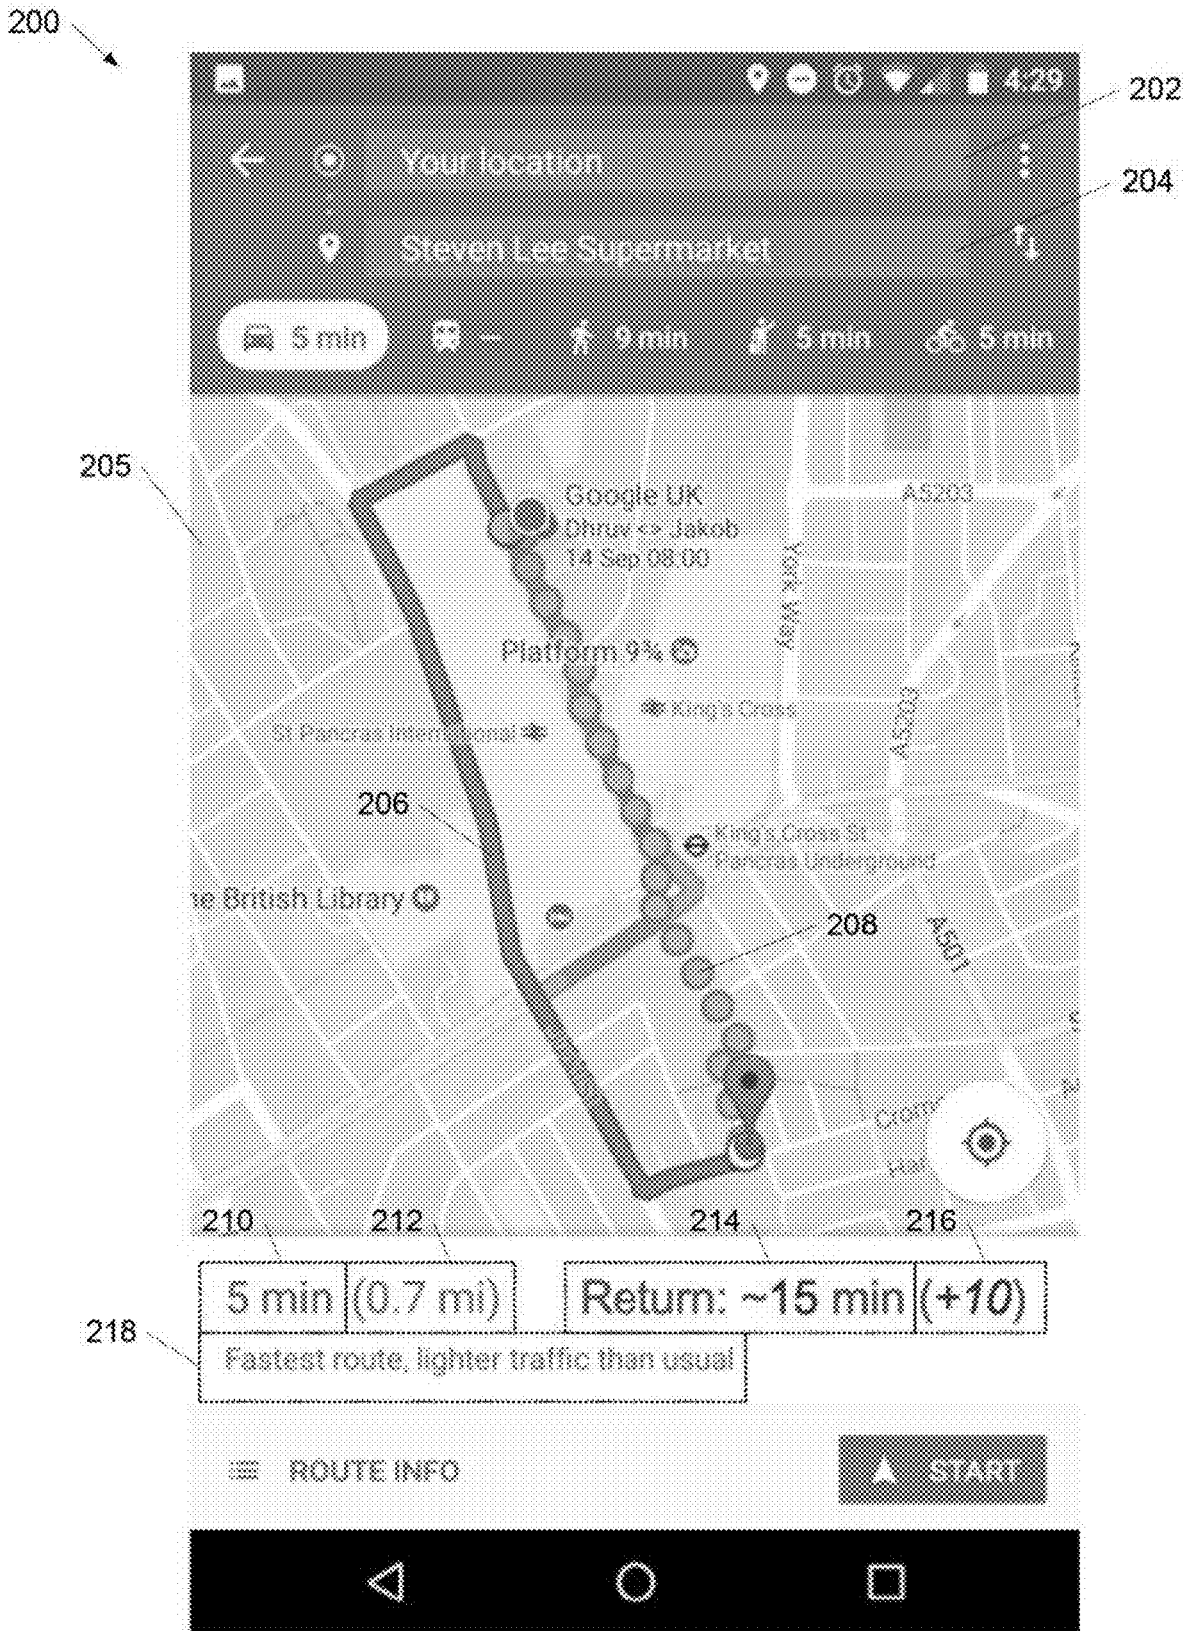 200
4:29
202
Your location
204
Steven Lee Supermarket
5 min – 9 min 5 min 5 min
205
Google UK
Dhruv <> Jakob
14 Sep 08:00
A5203
York Way
Platform 9¾
King's Cross
St Pancras International
A5203
206
King's Cross St
Pancras Underground
he British Library
208
A501
210 212 214 216
5 min (0.7 mi) Return: ~15 min (+10)
218
Fastest route, lighter traffic than usual
ROUTE INFO START